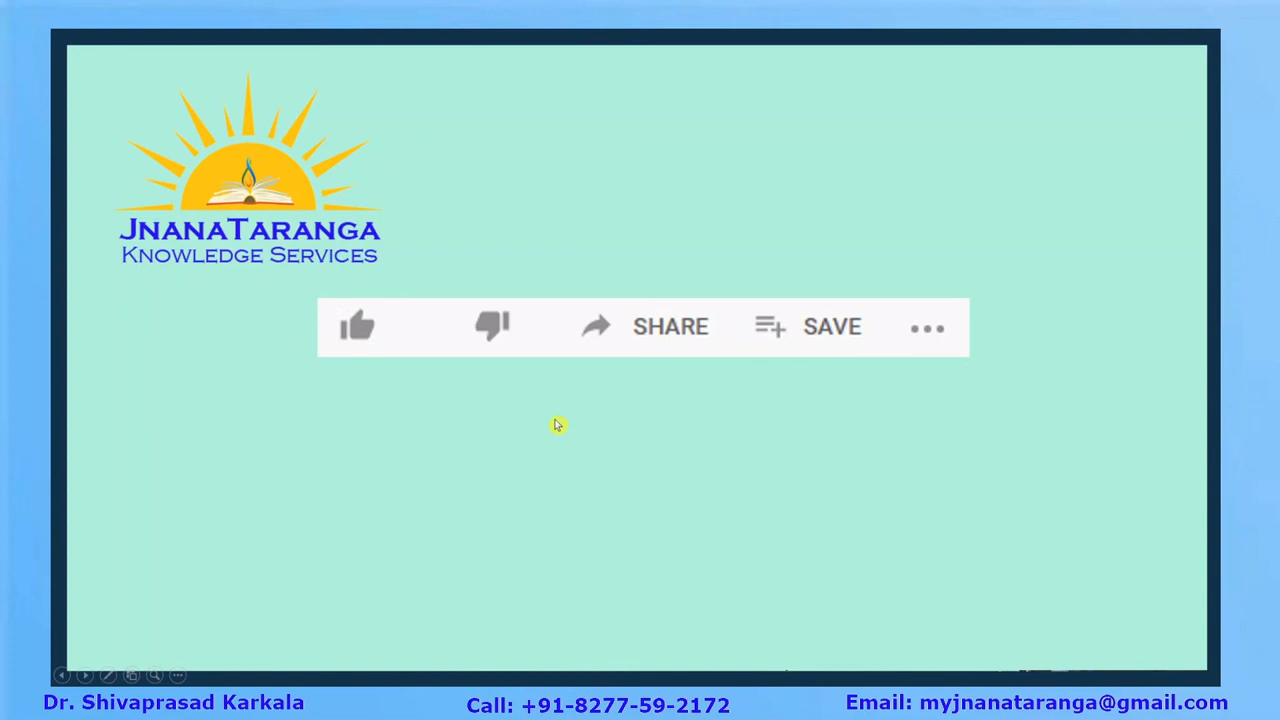 JNANATARANGA
KNOWLEDGE SERVICES
SHARE
SAVE
Dr. Shivaprasad Karkala
Call: +91-8277-59-2172
Email: myjnanataranga@gmail.com